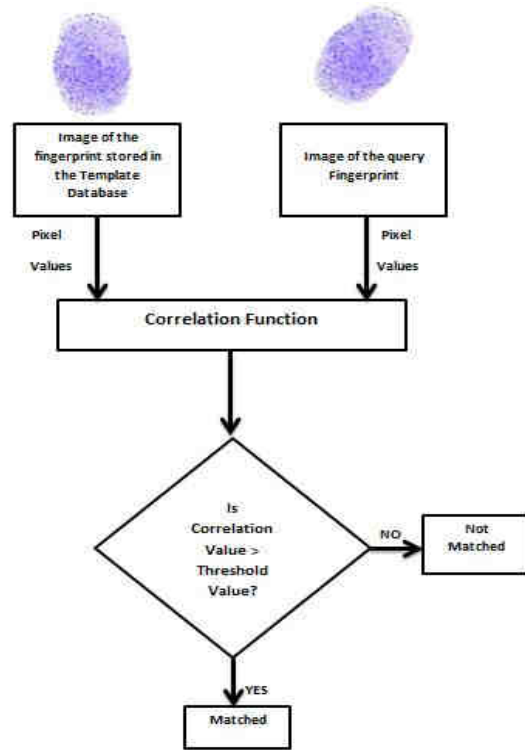 Image of the
fingerprint stored in
the Template
Database
Image of the query
Fingerprint
Pixel
Values
Pixel
Values
Correlation Function
Is
Correlation
Value >
Threshold
Value?
NO
Not
Matched
YES
Matched